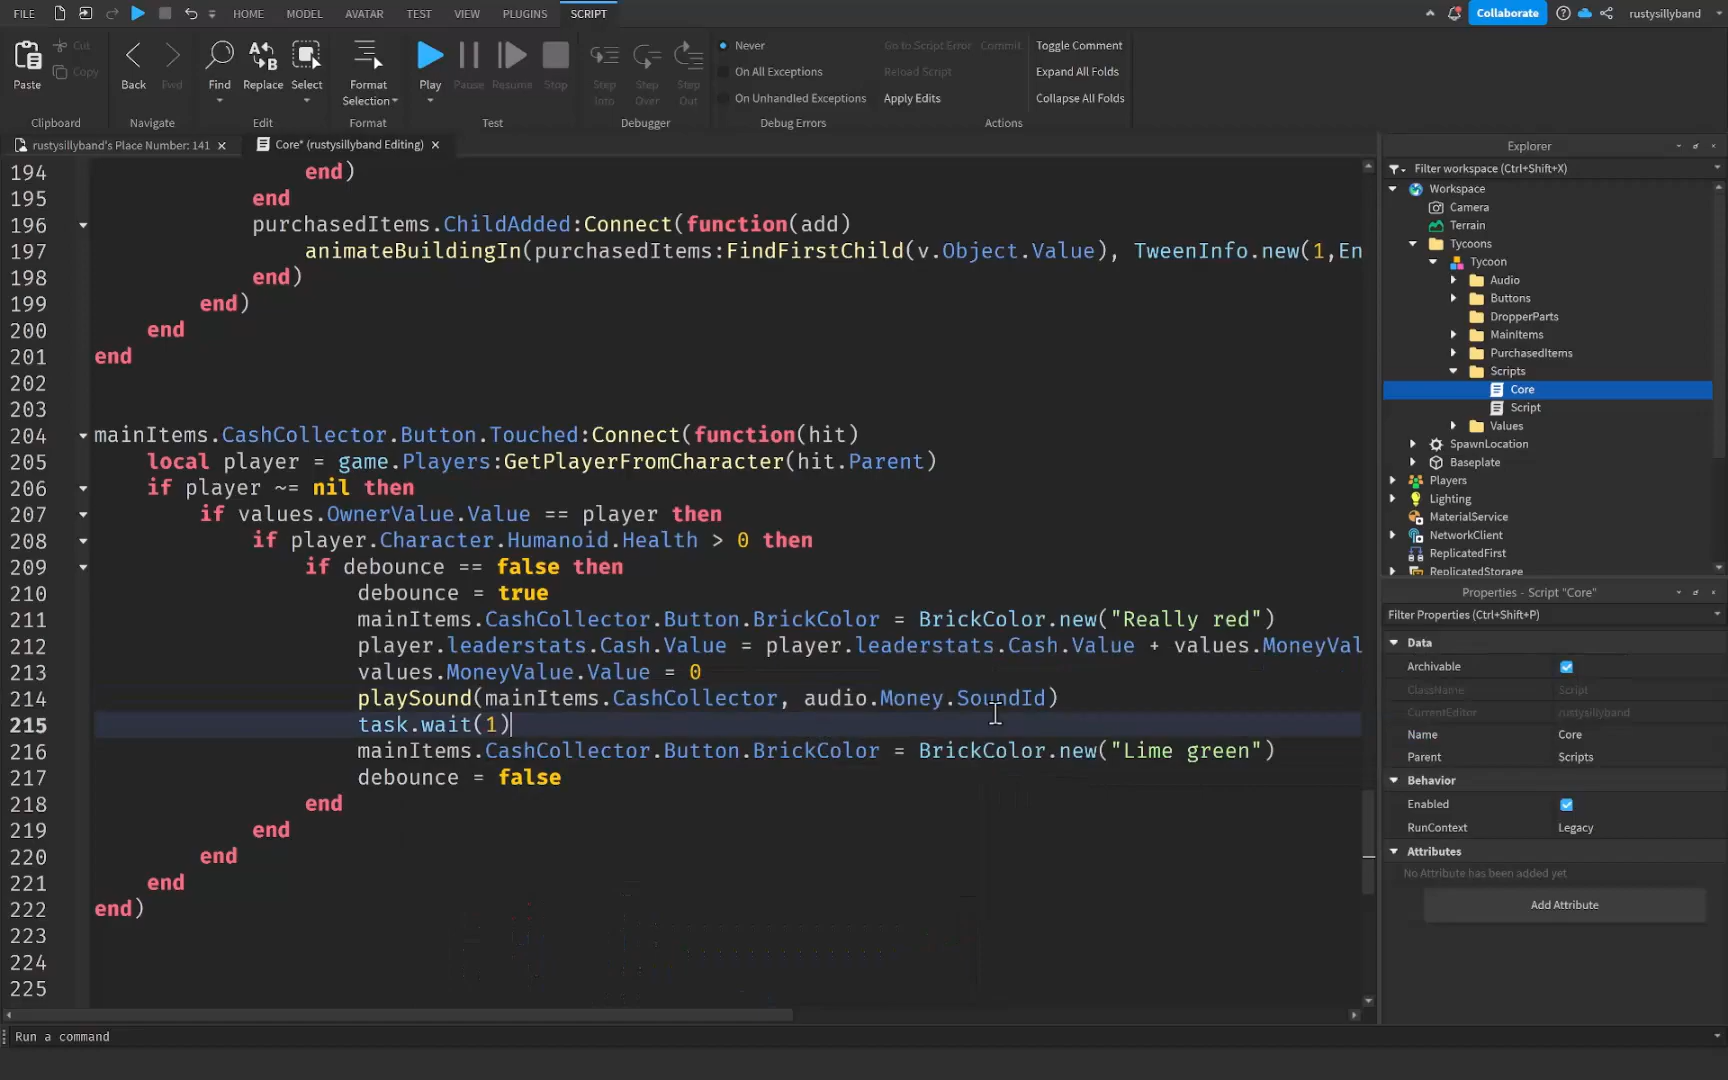 FILE HOME MODEL AVATAR TEST VIEW PLUGINS SCRIPT Collaborate rustysillyband
Paste Cut Copy Back Fwd Find Replace Select Format Selection Play Pause Resume Stop Step Into Step Over Step Out
Never Go to Script Error Commit Toggle Comment
On All Exceptions Reload Script Expand All Folds
On Unhandled Exceptions Apply Edits Collapse All Folds
Clipboard Navigate Edit Format Test Debugger Debug Errors Actions
rustysillyband's Place Number: 141 Core* (rustysillyband Editing)
194 end)
195 end
196 purchasedItems.ChildAdded:Connect(function(add)
197 animateBuildingIn(purchasedItems:FindFirstChild(v.Object.Value), TweenInfo.new(1,En
198 end)
199 end)
200 end
201 end
202
203
204 mainItems.CashCollector.Button.Touched:Connect(function(hit)
205 local player = game.Players:GetPlayerFromCharacter(hit.Parent)
206 if player ~= nil then
207 if values.OwnerValue.Value == player then
208 if player.Character.Humanoid.Health > 0 then
209 if debounce == false then
210 debounce = true
211 mainItems.CashCollector.Button.BrickColor = BrickColor.new("Really red")
212 player.leaderstats.Cash.Value = player.leaderstats.Cash.Value + values.MoneyVal
213 values.MoneyValue.Value = 0
214 playSound(mainItems.CashCollector, audio.Money.SoundId)
215 task.wait(1)
216 mainItems.CashCollector.Button.BrickColor = BrickColor.new("Lime green")
217 debounce = false
218 end
219 end
220 end
221 end
222 end)
223
224
225
Run a command
Explorer
Filter workspace (Ctrl+Shift+X)
Workspace
Camera
Terrain
Tycoons
Tycoon
Audio
Buttons
DropperParts
MainItems
PurchasedItems
Scripts
Core
Script
Values
SpawnLocation
Baseplate
Players
Lighting
MaterialService
NetworkClient
ReplicatedFirst
ReplicatedStorage
Properties - Script "Core"
Filter Properties (Ctrl+Shift+P)
Data
Archivable
ClassName Script
CurrentEditor rustysillyband
Name Core
Parent Scripts
Behavior
Enabled
RunContext Legacy
Attributes
No Attribute has been added yet
Add Attribute